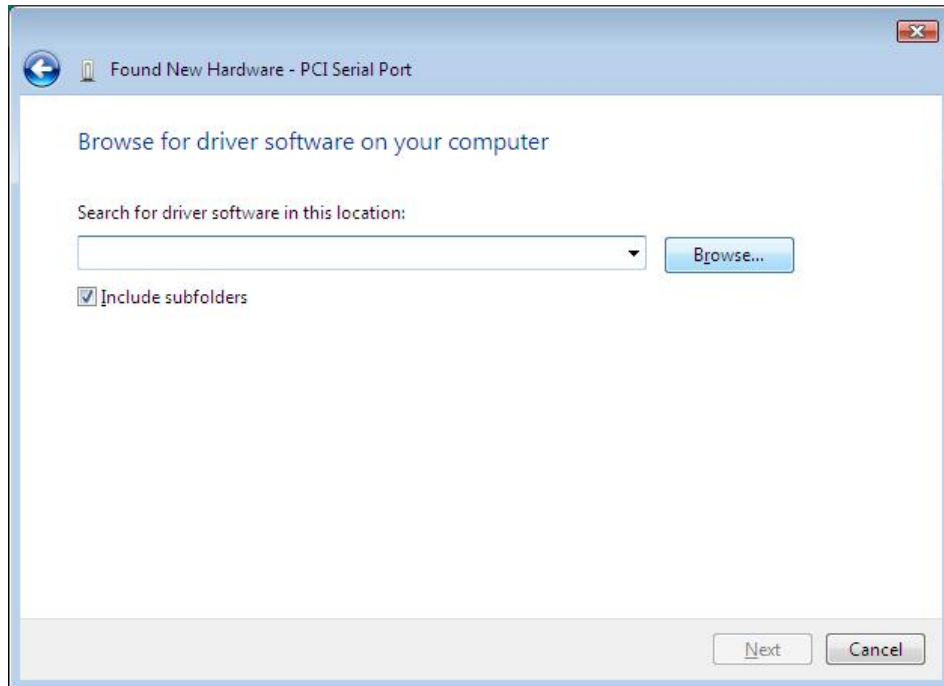 Found New Hardware - PCI Serial Port
Browse for driver software on your computer
Search for driver software in this location:
Browse...
Include subfolders
Next
Cancel